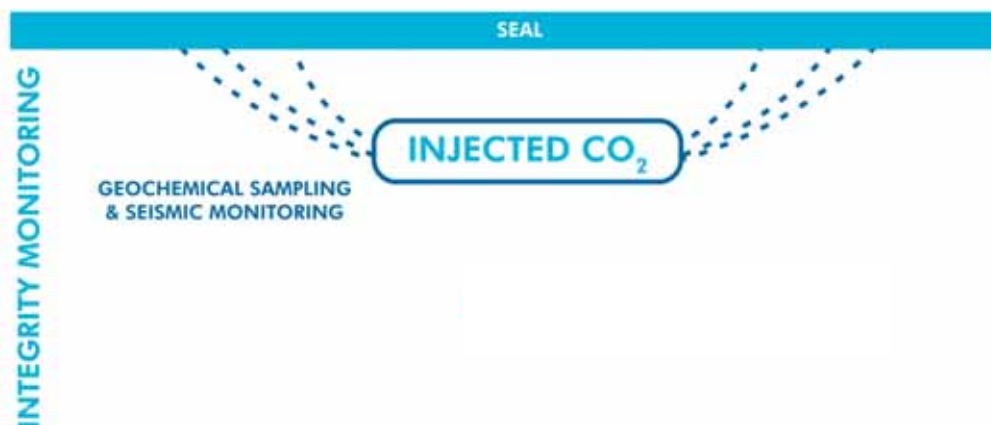 SEAL
INJECTED CO₂
GEOCHEMICAL SAMPLING
& SEISMIC MONITORING
INTEGRITY MONITORING